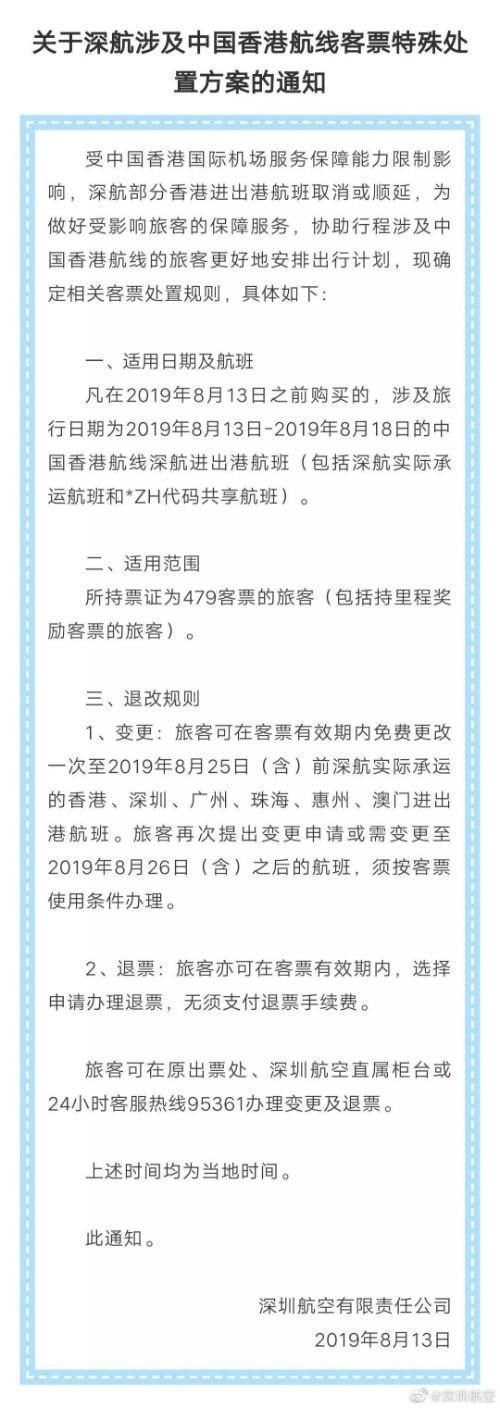 关于深航涉及中国香港航线客票特殊处
置方案的通知
受中国香港国际机场服务保障能力限制影
响，深航部分香港进出港航班取消或顺延，为
做好受影响旅客的保障服务，协助行程涉及中
国香港航线的旅客更好地安排出行计划，现确
定相关客票处置规则，具体如下：
一、适用日期及航班
凡在2019年8月13日之前购买的，涉及旅
行日期为2019年8月13日-2019年8月18日的中
国香港航线深航进出港航班（包括深航实际承
运航班和*ZH代码共享航班）。
二、适用范围
所持票证为479客票的旅客（包括持里程奖
励客票的旅客）。
三、退改规则
1、变更：旅客可在客票有效期内免费更改
一次至2019年8月25日（含）前深航实际承运
的香港、深圳、广州、珠海、惠州、澳门进出
港航班。旅客再次提出变更申请或需变更至
2019年8月26日（含）之后的航班，须按客票
使用条件办理。
2、退票：旅客亦可在客票有效期内，选择
申请办理退票，无须支付退票手续费。
旅客可在原出票处、深圳航空直属柜台或
24小时客服热线95361办理变更及退票。
上述时间均为当地时间。
此通知。
深圳航空有限责任公司
2019年8月13日
@深圳航空